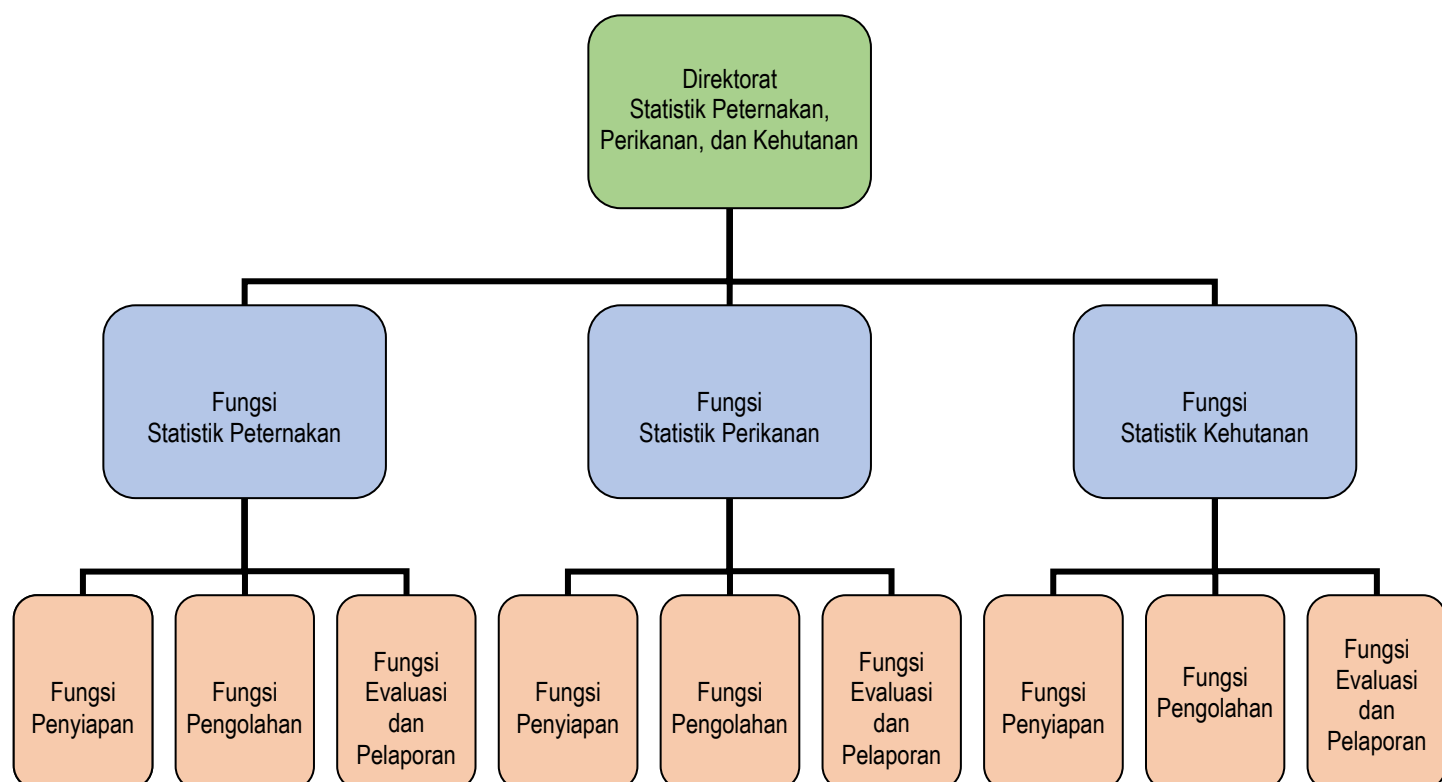 Direktorat
Statistik Peternakan,
Perikanan, dan Kehutanan
Fungsi
Statistik Peternakan
Fungsi
Statistik Perikanan
Fungsi
Statistik Kehutanan
Fungsi
Penyiapan
Fungsi
Pengolahan
Fungsi
Evaluasi
dan
Pelaporan
Fungsi
Penyiapan
Fungsi
Pengolahan
Fungsi
Evaluasi
dan
Pelaporan
Fungsi
Penyiapan
Fungsi
Pengolahan
Fungsi
Evaluasi
dan
Pelaporan